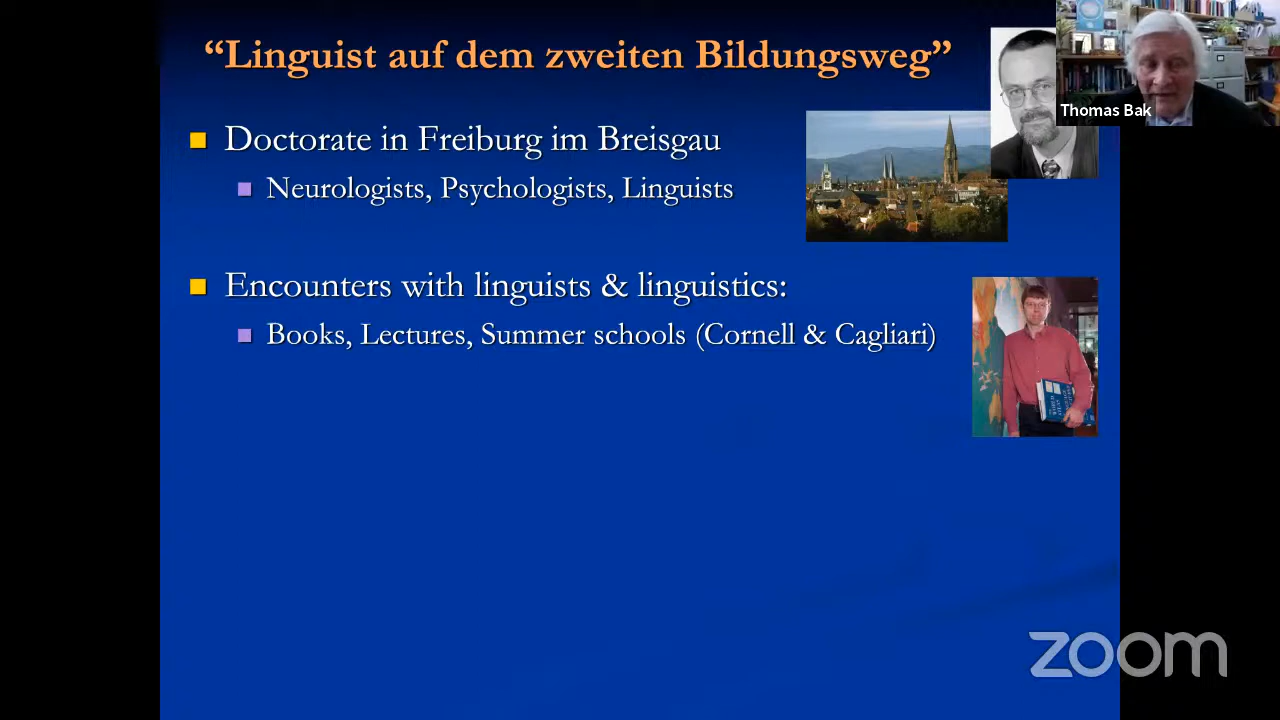 “Linguist auf dem zweiten Bildungsweg”
Thomas Bak
Doctorate in Freiburg im Breisgau
Neurologists, Psychologists, Linguists
Encounters with linguists & linguistics:
Books, Lectures, Summer schools (Cornell & Cagliari)
zoom